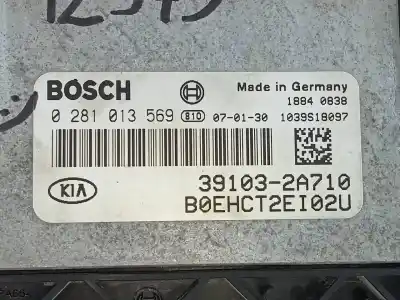 12345
BOSCH
Made in Germany
1884 0838
0 281 013 569 810 07-01-30 1039S18097
KIA
39103-2A710
B0EHCT2EI02U